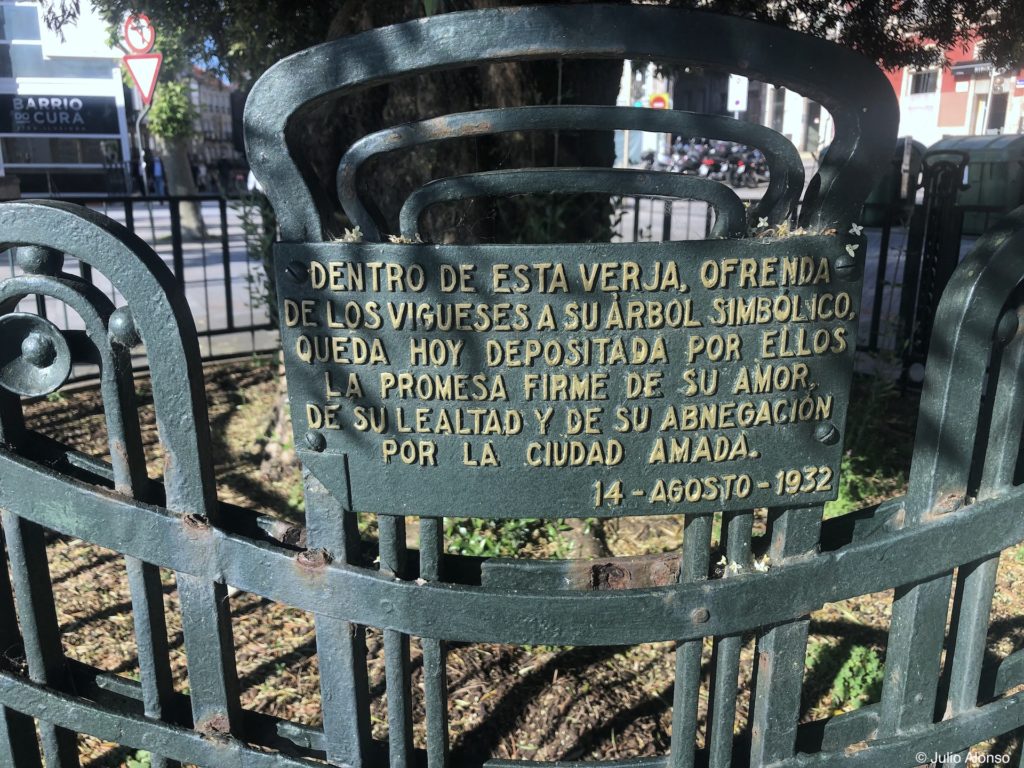 BARRIO
DO
CURA
DENTRO DE ESTA VERJA, OFRENDA
DE LOS VIGUESES A SU ÁRBOL SIMBÓLICO,
QUEDA HOY DEPOSITADA POR ELLOS
LA PROMESA FIRME DE SU AMOR,
DE SU LEALTAD Y DE SU ABNEGACIÓN
POR LA CIUDAD AMADA.
14-AGOSTO-1932
© Julio Alonso